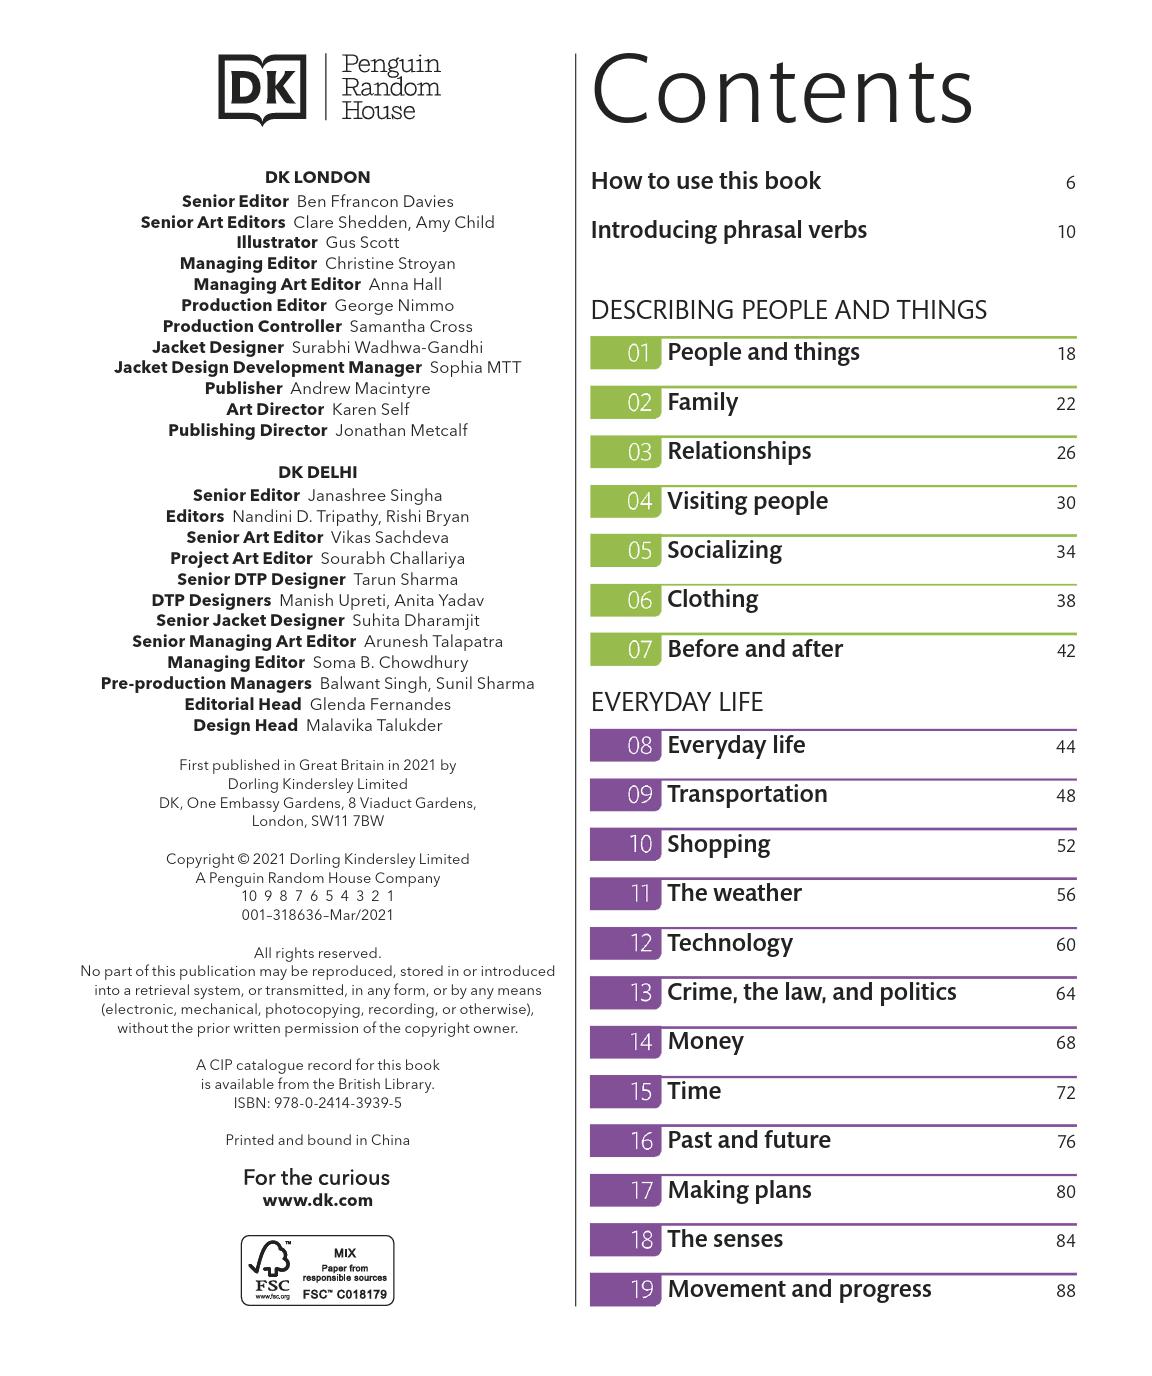 DK
Penguin
Random
House
DK LONDON
Senior Editor Ben Ffrancon Davies
Senior Art Editors Clare Shedden, Amy Child
Illustrator Gus Scott
Managing Editor Christine Stroyan
Managing Art Editor Anna Hall
Production Editor George Nimmo
Production Controller Samantha Cross
Jacket Designer Surabhi Wadhwa-Gandhi
Jacket Design Development Manager Sophia MTT
Publisher Andrew Macintyre
Art Director Karen Self
Publishing Director Jonathan Metcalf
DK DELHI
Senior Editor Janashree Singha
Editors Nandini D. Tripathy, Rishi Bryan
Senior Art Editor Vikas Sachdeva
Project Art Editor Sourabh Challariya
Senior DTP Designer Tarun Sharma
DTP Designers Manish Upreti, Anita Yadav
Senior Jacket Designer Suhita Dharamjit
Senior Managing Art Editor Arunesh Talapatra
Managing Editor Soma B. Chowdhury
Pre-production Managers Balwant Singh, Sunil Sharma
Editorial Head Glenda Fernandes
Design Head Malavika Talukder
First published in Great Britain in 2021 by
Dorling Kindersley Limited
DK, One Embassy Gardens, 8 Viaduct Gardens,
London, SW11 7BW
Copyright © 2021 Dorling Kindersley Limited
A Penguin Random House Company
10 9 8 7 6 5 4 3 2 1
001–318636–Mar/2021
All rights reserved.
No part of this publication may be reproduced, stored in or introduced
into a retrieval system, or transmitted, in any form, or by any means
(electronic, mechanical, photocopying, recording, or otherwise),
without the prior written permission of the copyright owner.
A CIP catalogue record for this book
is available from the British Library.
ISBN: 978-0-2414-3939-5
Printed and bound in China
For the curious
www.dk.com
FSC
www.fsc.org
MIX
Paper from
responsible sources
FSC™ C018179
Contents
How to use this book 6
Introducing phrasal verbs 10
DESCRIBING PEOPLE AND THINGS
01 People and things 18
02 Family 22
03 Relationships 26
04 Visiting people 30
05 Socializing 34
06 Clothing 38
07 Before and after 42
EVERYDAY LIFE
08 Everyday life 44
09 Transportation 48
10 Shopping 52
11 The weather 56
12 Technology 60
13 Crime, the law, and politics 64
14 Money 68
15 Time 72
16 Past and future 76
17 Making plans 80
18 The senses 84
19 Movement and progress 88